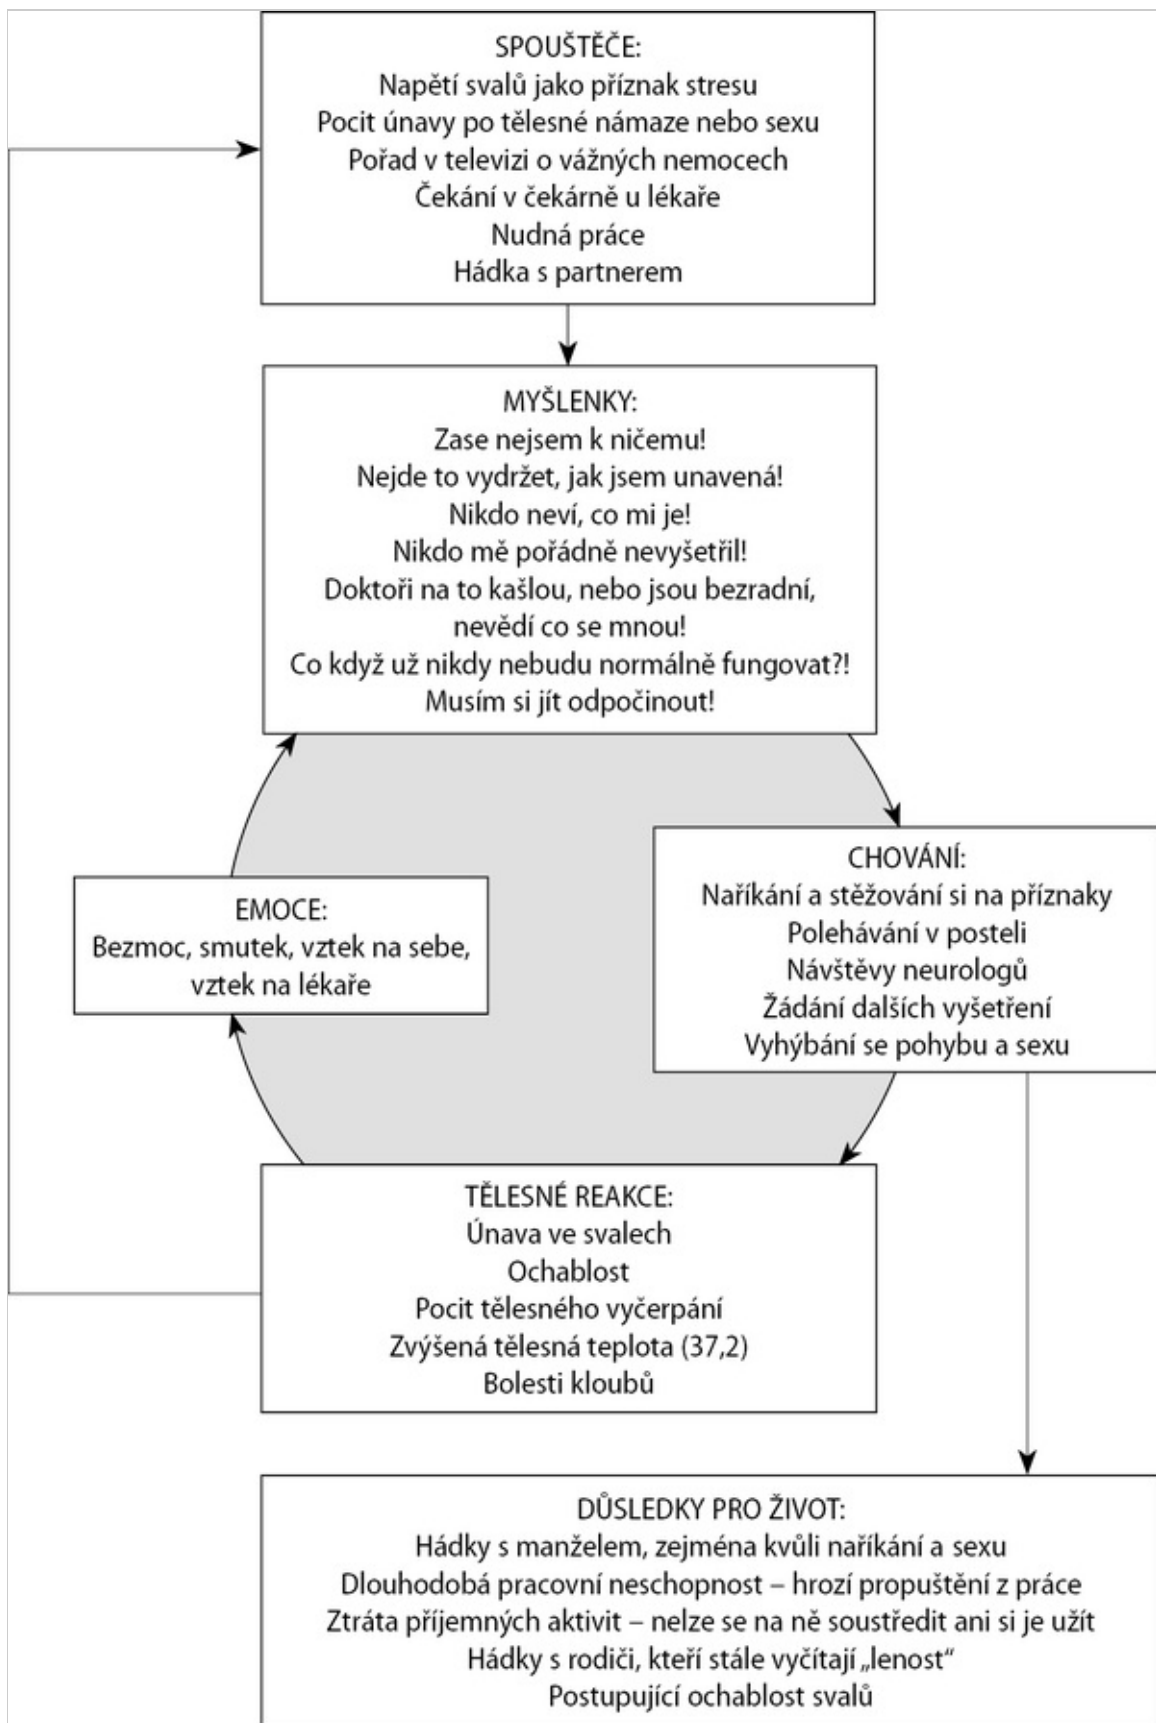 SPOUŠTĚČE:
Napětí svalů jako příznak stresu
Pocit únavy po tělesné námaze nebo sexu
Pořad v televizi o vážných nemocech
Čekání v čekárně u lékaře
Nudná práce
Hádka s partnerem
MYŠLENKY:
Zase nejsem k ničemu!
Nejde to vydržet, jak jsem unavená!
Nikdo neví, co mi je!
Nikdo mě pořádně nevyšetřil!
Doktoři na to kašlou, nebo jsou bezradní,
nevědí co se mnou!
Co když už nikdy nebudu normálně fungovat?!
Musím si jít odpočinout!
CHOVÁNÍ:
Naříkání a stěžování si na příznaky
Polehávání v posteli
Návštěvy neurologů
Žádání dalších vyšetření
Vyhýbání se pohybu a sexu
EMOCE:
Bezmoc, smutek, vztek na sebe,
vztek na lékaře
TĚLESNÉ REAKCE:
Únava ve svalech
Ochablost
Pocit tělesného vyčerpání
Zvýšená tělesná teplota (37,2)
Bolesti kloubů
DŮSLEDKY PRO ŽIVOT:
Hádky s manželem, zejména kvůli naříkání a sexu
Dlouhodobá pracovní neschopnost – hrozí propuštění z práce
Ztráta příjemných aktivit – nelze se na ně soustředit ani si je užít
Hádky s rodiči, kteří stále vyčítají „lenost“
Postupující ochablost svalů